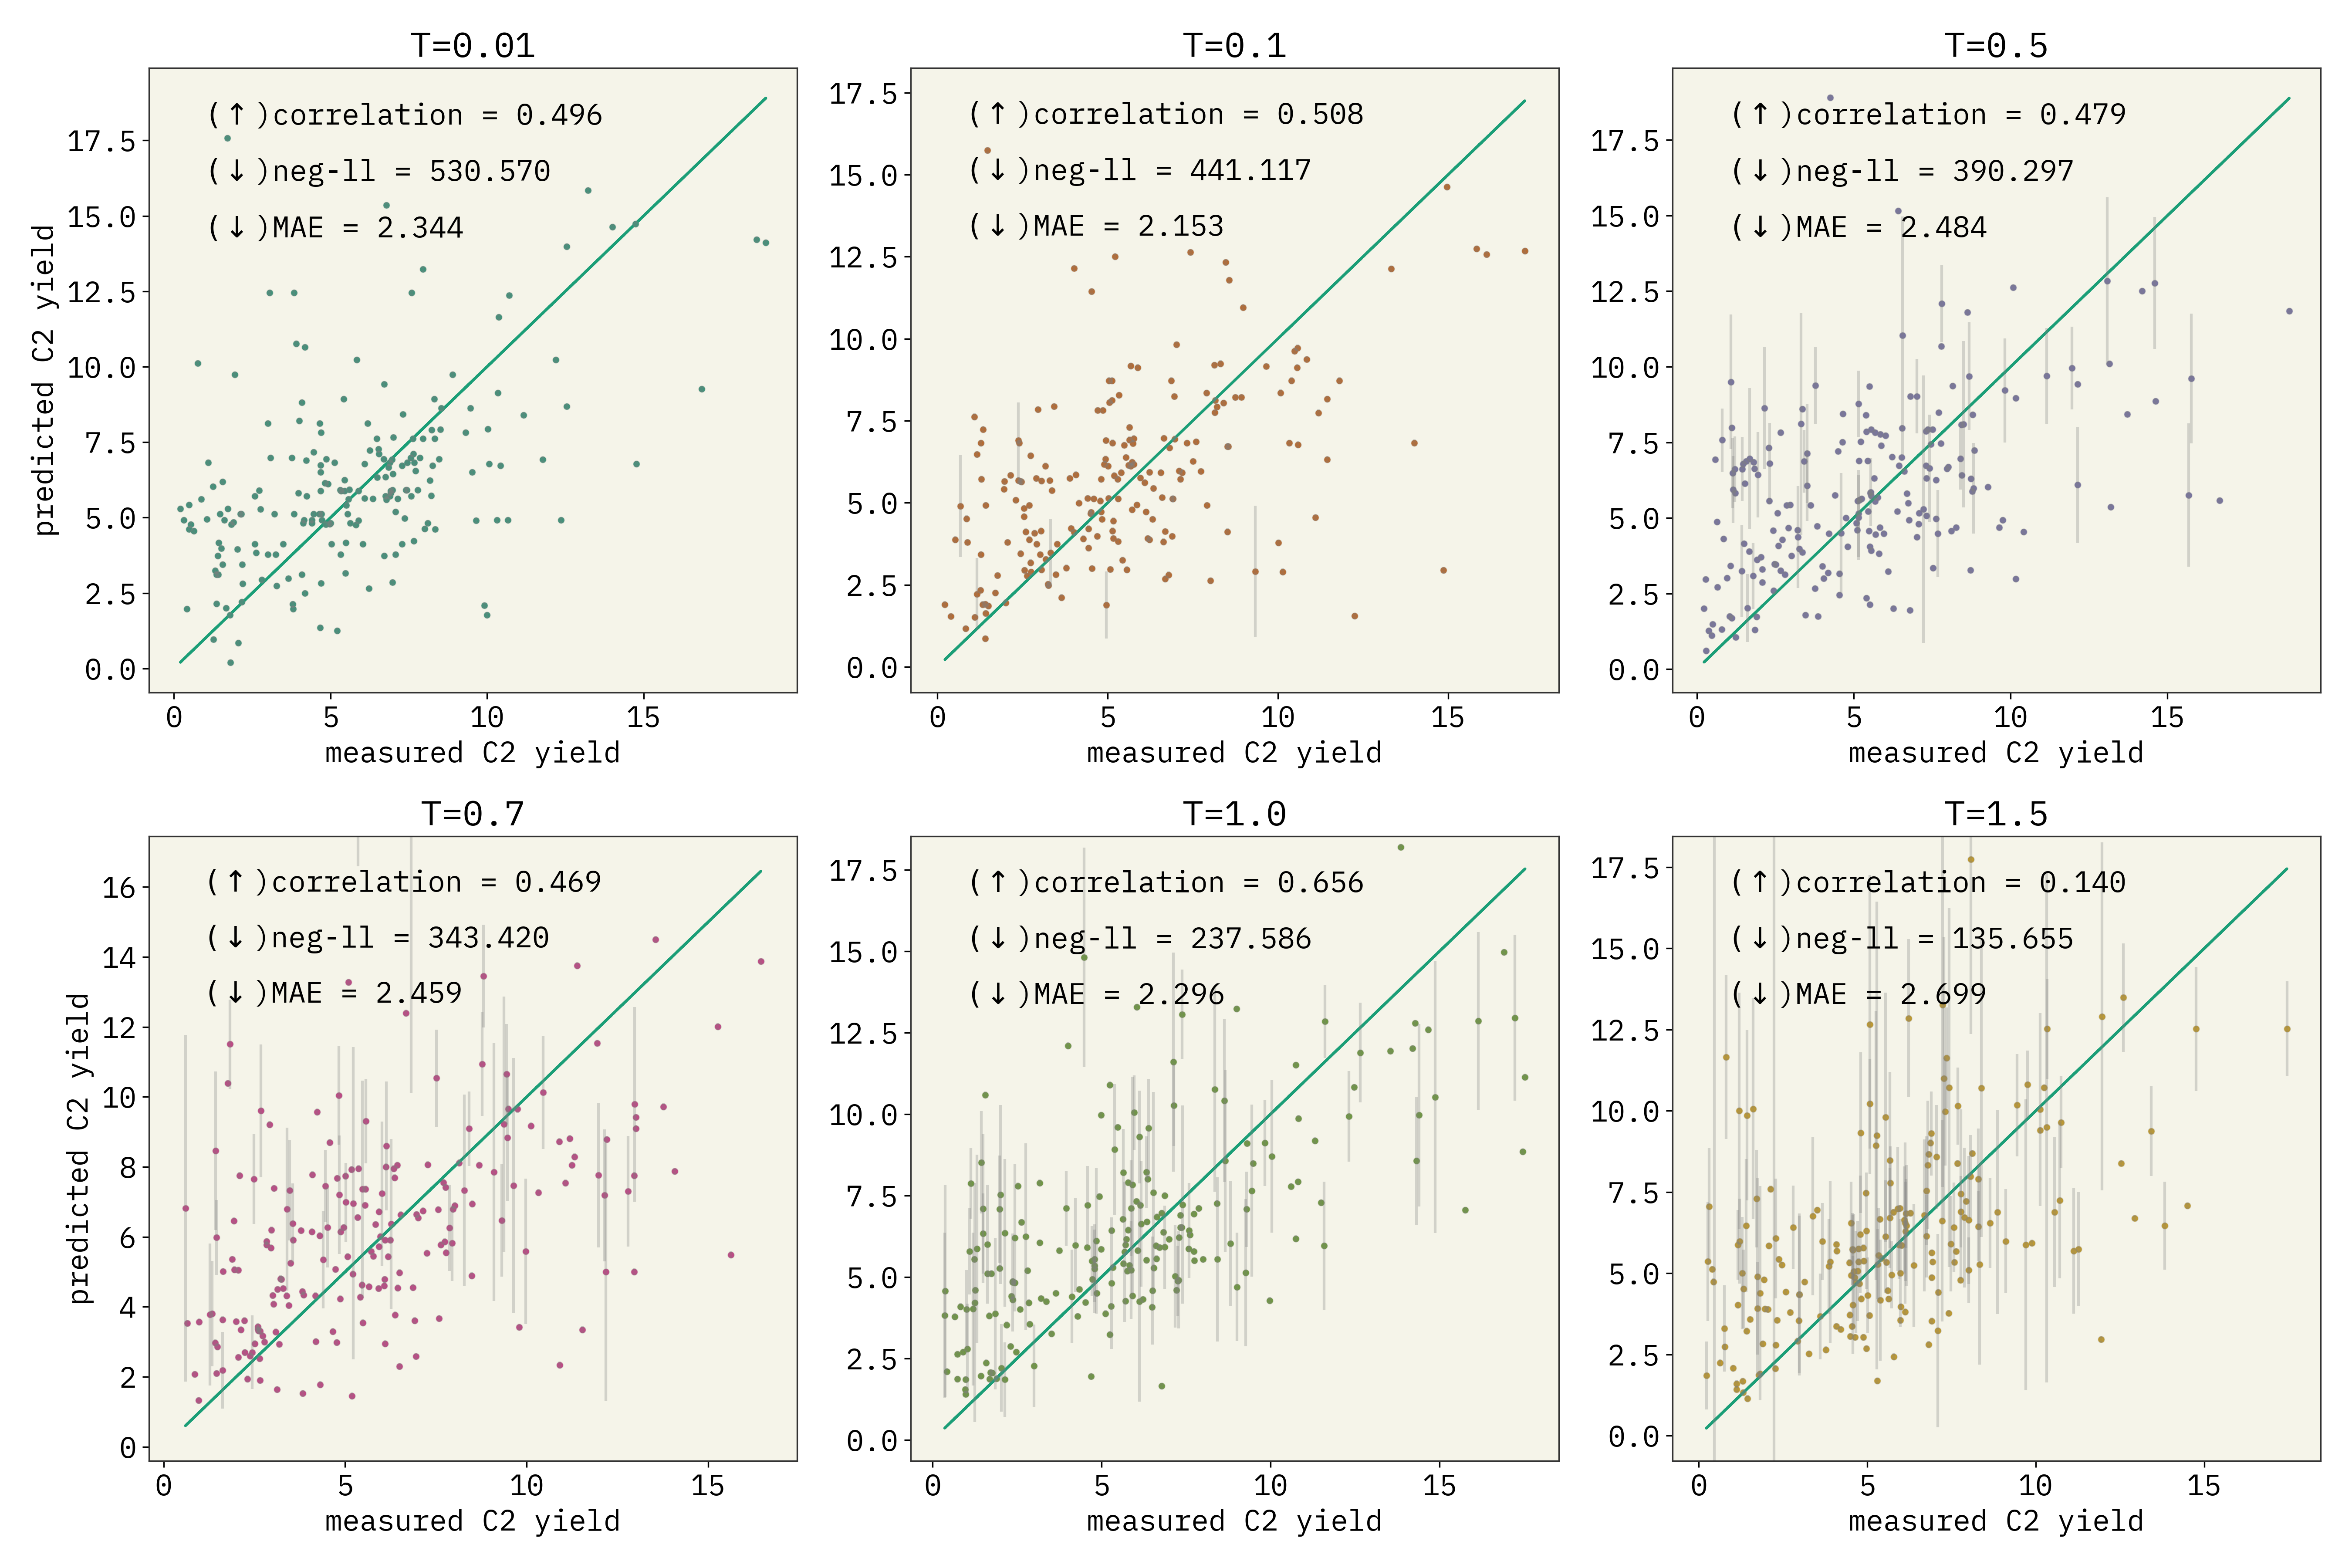 T=0.01
(↑)correlation = 0.496
(↓)neg-ll = 530.570
(↓)MAE = 2.344
predicted C2 yield
17.5
15.0
12.5
10.0
7.5
5.0
2.5
0.0
0 5 10 15
measured C2 yield
T=0.1
(↑)correlation = 0.508
(↓)neg-ll = 441.117
(↓)MAE = 2.153
17.5
15.0
12.5
10.0
7.5
5.0
2.5
0.0
0 5 10 15
measured C2 yield
T=0.5
(↑)correlation = 0.479
(↓)neg-ll = 390.297
(↓)MAE = 2.484
17.5
15.0
12.5
10.0
7.5
5.0
2.5
0.0
0 5 10 15
measured C2 yield
T=0.7
(↑)correlation = 0.469
(↓)neg-ll = 343.420
(↓)MAE = 2.459
predicted C2 yield
16
14
12
10
8
6
4
2
0
0 5 10 15
measured C2 yield
T=1.0
(↑)correlation = 0.656
(↓)neg-ll = 237.586
(↓)MAE = 2.296
17.5
15.0
12.5
10.0
7.5
5.0
2.5
0.0
0 5 10 15
measured C2 yield
T=1.5
(↑)correlation = 0.140
(↓)neg-ll = 135.655
(↓)MAE = 2.699
17.5
15.0
12.5
10.0
7.5
5.0
2.5
0.0
0 5 10 15
measured C2 yield